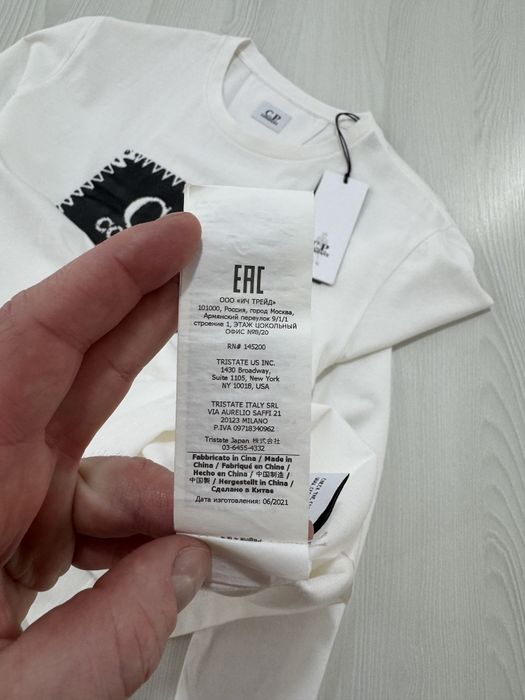 C.P.
COMPANY
C
CO
C.P.
COMPANY
EAC
ООО «ИЧ ТРЕЙД»
101000, Россия, город Москва,
Армянский переулок 9/1/1
строение 1, ЭТАЖ ЦОКОЛЬНЫЙ
ОФИС №8/20
RN# 145200
TRISTATE US INC.
1430 Broadway,
Suite 1105, New York
NY 10018, USA
TRISTATE ITALY SRL
VIA AURELIO SAFFI 21
20123 MILANO
P.IVA 09718340962
Tristate Japan 株式会社
03-6455-4332
Fabbricato in Cina / Made in
China / Fabriqué en Chine /
Hecho en China / 中国制造 /
中国製 / Hergestellt in China /
Сделано в Китае
Дата изготовления: 06/2021